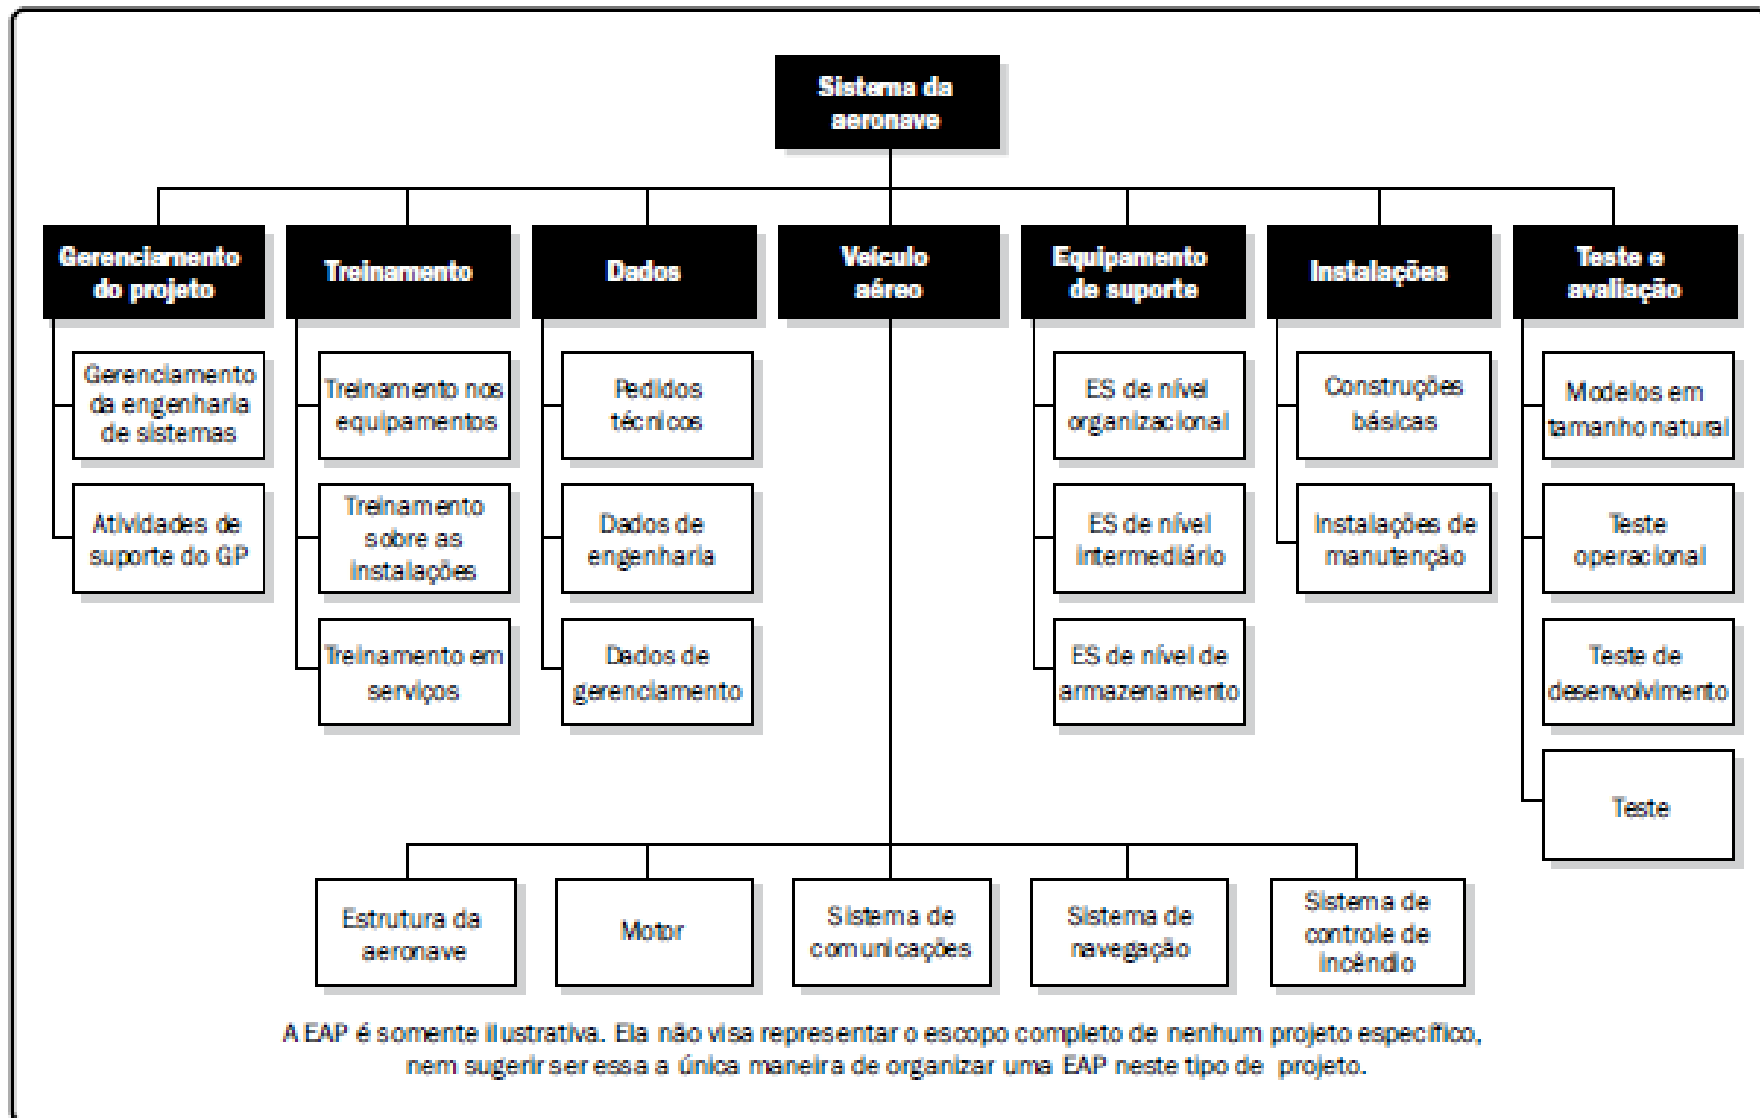 Sistema da
aeronave
Gerenciamento
do projeto
Treinamento
Dados
Veículo
aéreo
Equipamento
de suporte
Instalações
Teste e
avaliação
Gerenciamento
da engenharia
de sistemas
Treinamento nos
equipamentos
Pedidos
técnicos
ES de nível
organizacional
Construções
básicas
Modelos em
tamanho natural
Atividades de
suporte do GP
Treinamento
sobre as
instalações
Dados de
engenharia
ES de nível
intermediário
Instalações de
manutenção
Teste
operacional
Treinamento em
serviços
Dados de
gerenciamento
ES de nível de
armazenamento
Teste de
desenvolvimento
Teste
Estrutura da
aeronave
Motor
Sistema de
comunicações
Sistema de
navegação
Sistema de
controle de
incêndio
A EAP é somente ilustrativa. Ela não visa representar o escopo completo de nenhum projeto específico,
nem sugerir ser essa a única maneira de organizar uma EAP neste tipo de projeto.